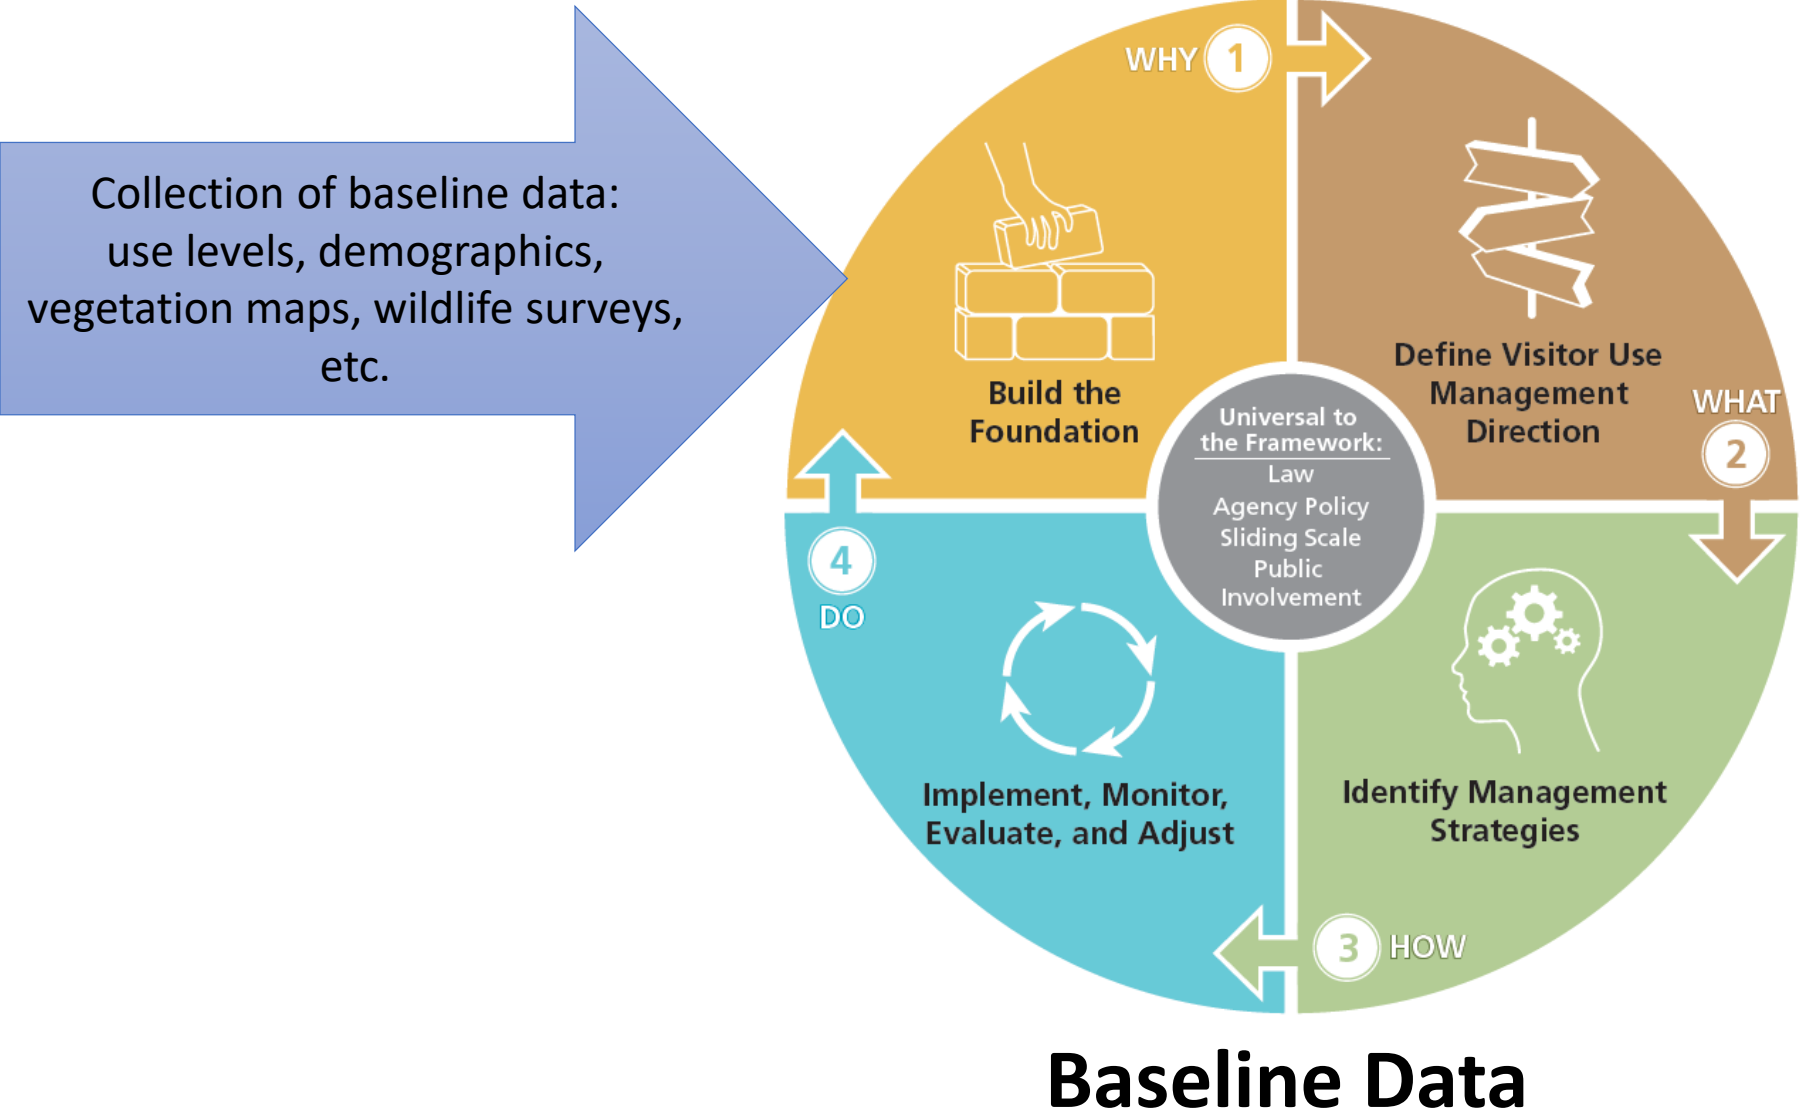 Collection of baseline data:
use levels, demographics,
vegetation maps, wildlife surveys,
etc.
WHY 1
Build the
Foundation
Define Visitor Use
Management
Direction
WHAT
2
Universal to
the Framework:
Law
Agency Policy
Sliding Scale
Public
Involvement
Identify Management
Strategies
3 HOW
4
DO
Implement, Monitor,
Evaluate, and Adjust
Baseline Data